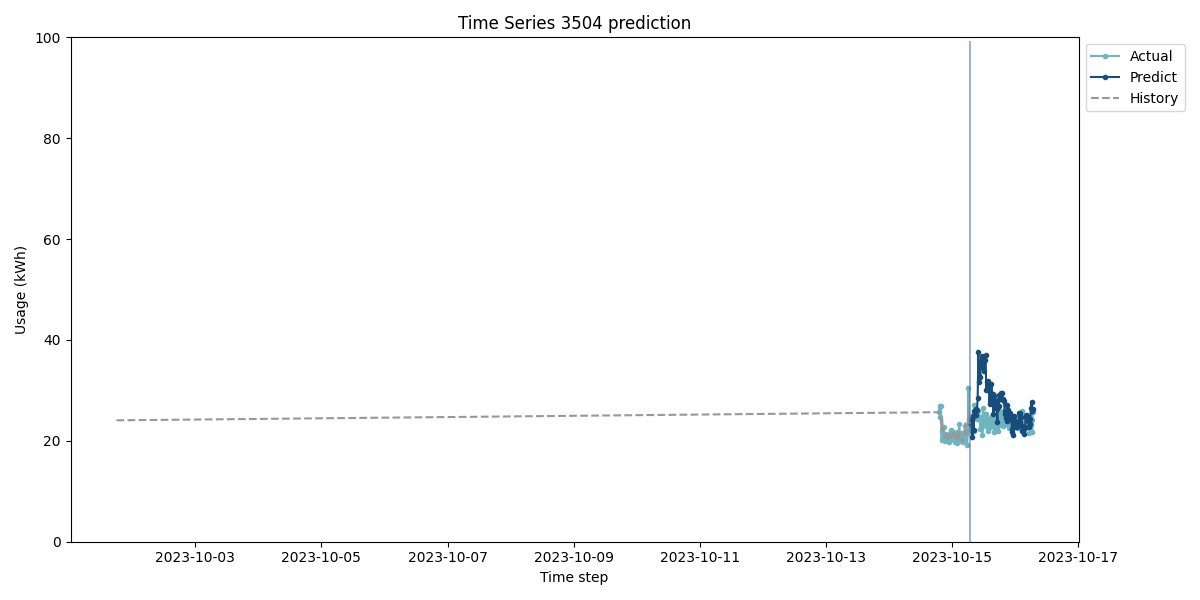 Time Series 3504 prediction
100
80
60
40
20
0
Usage (kWh)
2023-10-03
2023-10-05
2023-10-07
2023-10-09
2023-10-11
2023-10-13
2023-10-15
2023-10-17
Time step
Actual
Predict
History